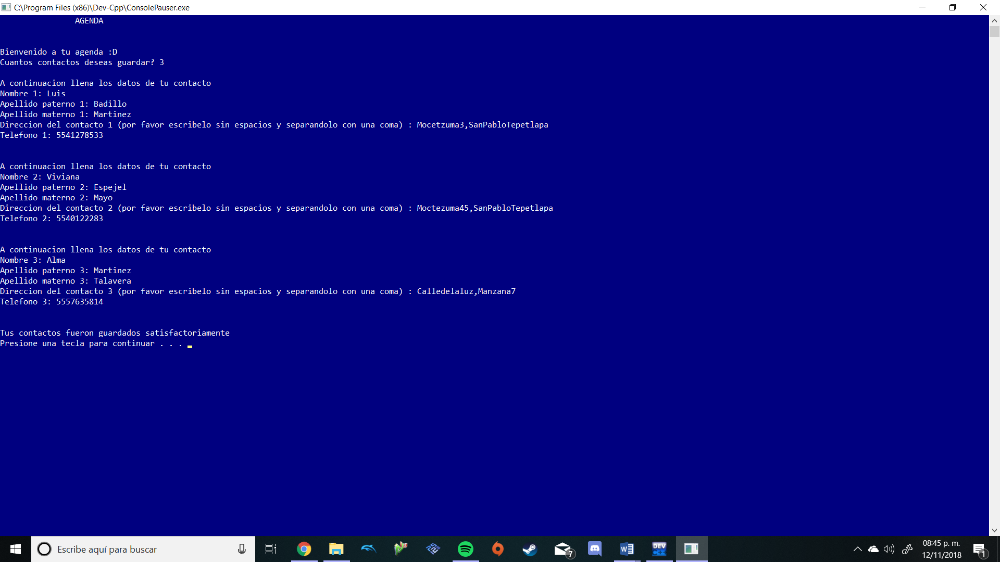 C:\Program Files (x86)\Dev-Cpp\ConsolePauser.exe
AGENDA
Bienvenido a tu agenda :D
Cuantos contactos deseas guardar? 3
A continuacion llena los datos de tu contacto
Nombre 1: Luis
Apellido paterno 1: Badillo
Apellido materno 1: Martinez
Direccion del contacto 1 (por favor escribelo sin espacios y separandolo con una coma) : Mocetzuma3,SanPabloTepetlapa
Telefono 1: 5541278533
A continuacion llena los datos de tu contacto
Nombre 2: Viviana
Apellido paterno 2: Espejel
Apellido materno 2: Mayo
Direccion del contacto 2 (por favor escribelo sin espacios y separandolo con una coma) : Moctezuma45,SanPabloTepetlapa
Telefono 2: 5540122283
A continuacion llena los datos de tu contacto
Nombre 3: Alma
Apellido paterno 3: Martinez
Apellido materno 3: Talavera
Direccion del contacto 3 (por favor escribelo sin espacios y separandolo con una coma) : Calledelaluz,Manzana7
Telefono 3: 5557635814
Tus contactos fueron guardados satisfactoriamente
Presione una tecla para continuar . . .
Escribe aquí para buscar
7
DEV
C++
08:45 p. m.
12/11/2018
1